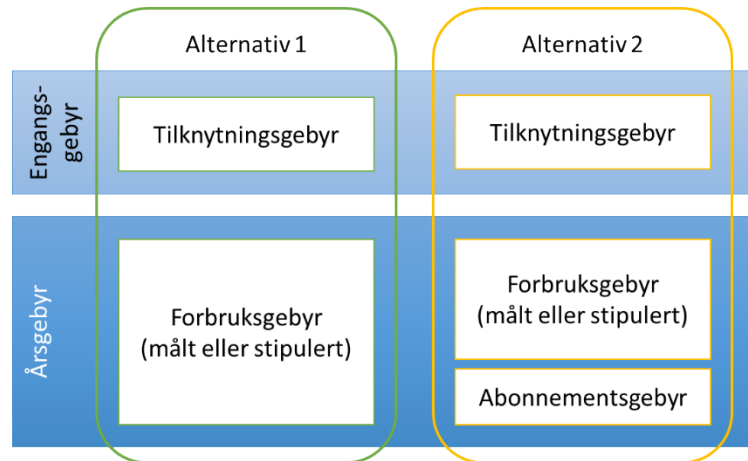 Alternativ 1
Alternativ 2
Engangs-
gebyr
Tilknytningsgebyr
Tilknytningsgebyr
Årsgebyr
Forbruksgebyr
(målt eller stipulert)
Forbruksgebyr
(målt eller stipulert)
Abonnementsgebyr